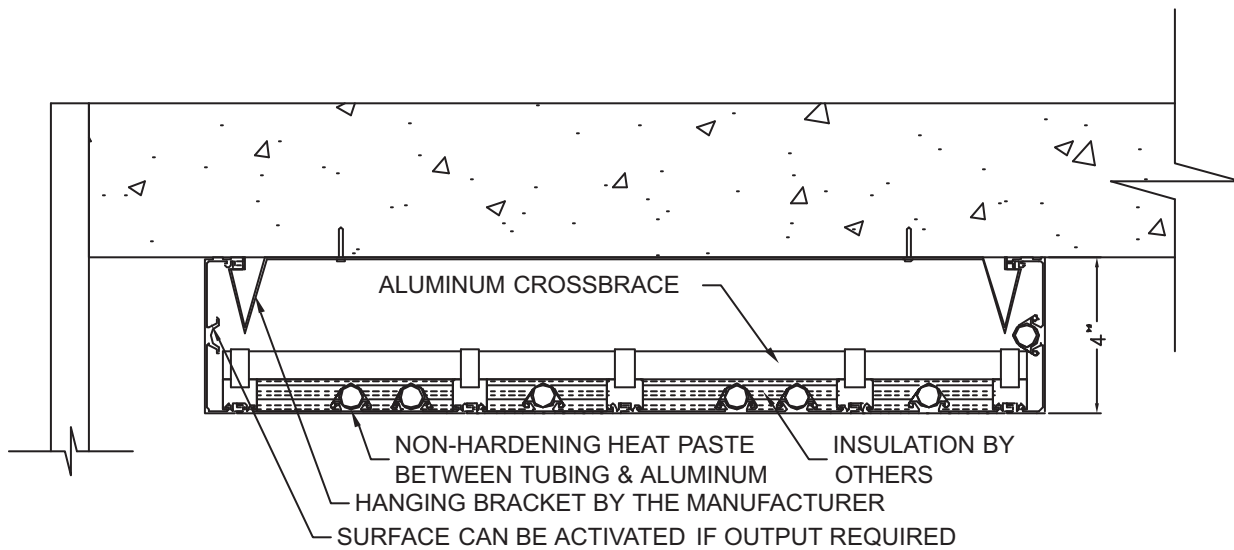 ALUMINUM CROSSBRACE
4"
NON-HARDENING HEAT PASTE
BETWEEN TUBING & ALUMINUM
INSULATION BY
OTHERS
HANGING BRACKET BY THE MANUFACTURER
SURFACE CAN BE ACTIVATED IF OUTPUT REQUIRED